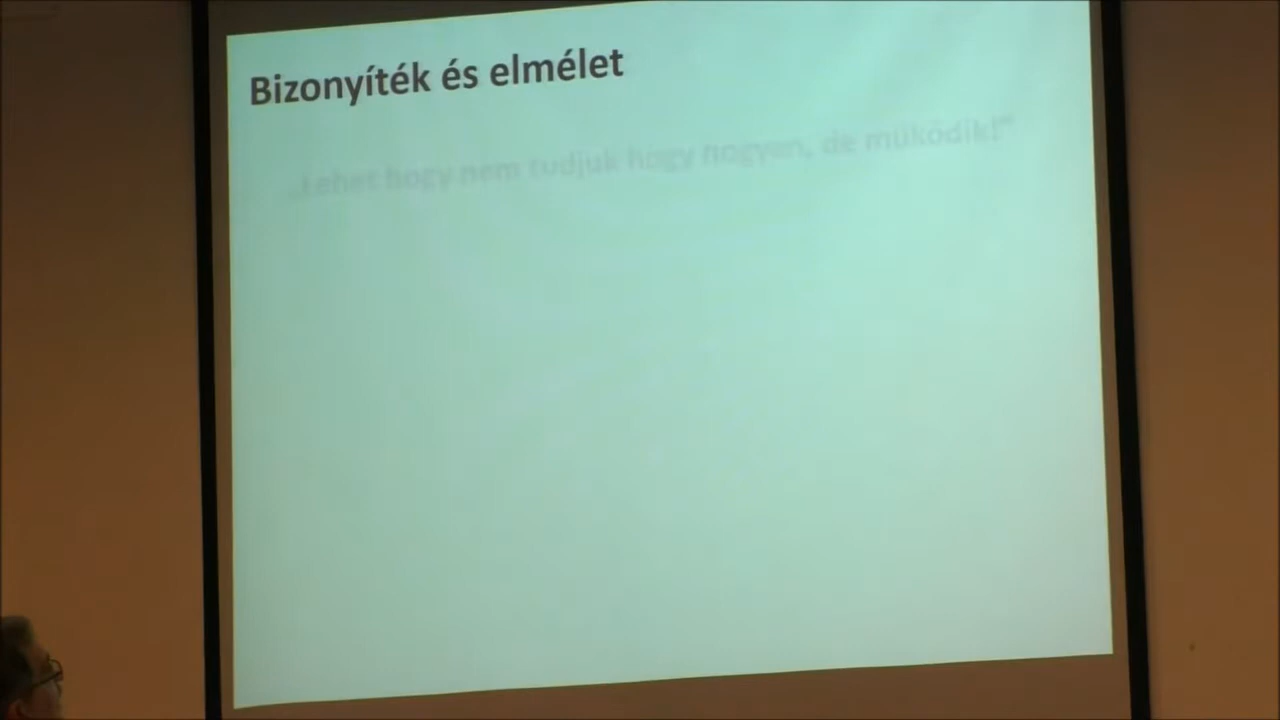 Bizonyíték és elmélet
„Lehet hogy nem tudjuk hogy hogyan, de működik!”